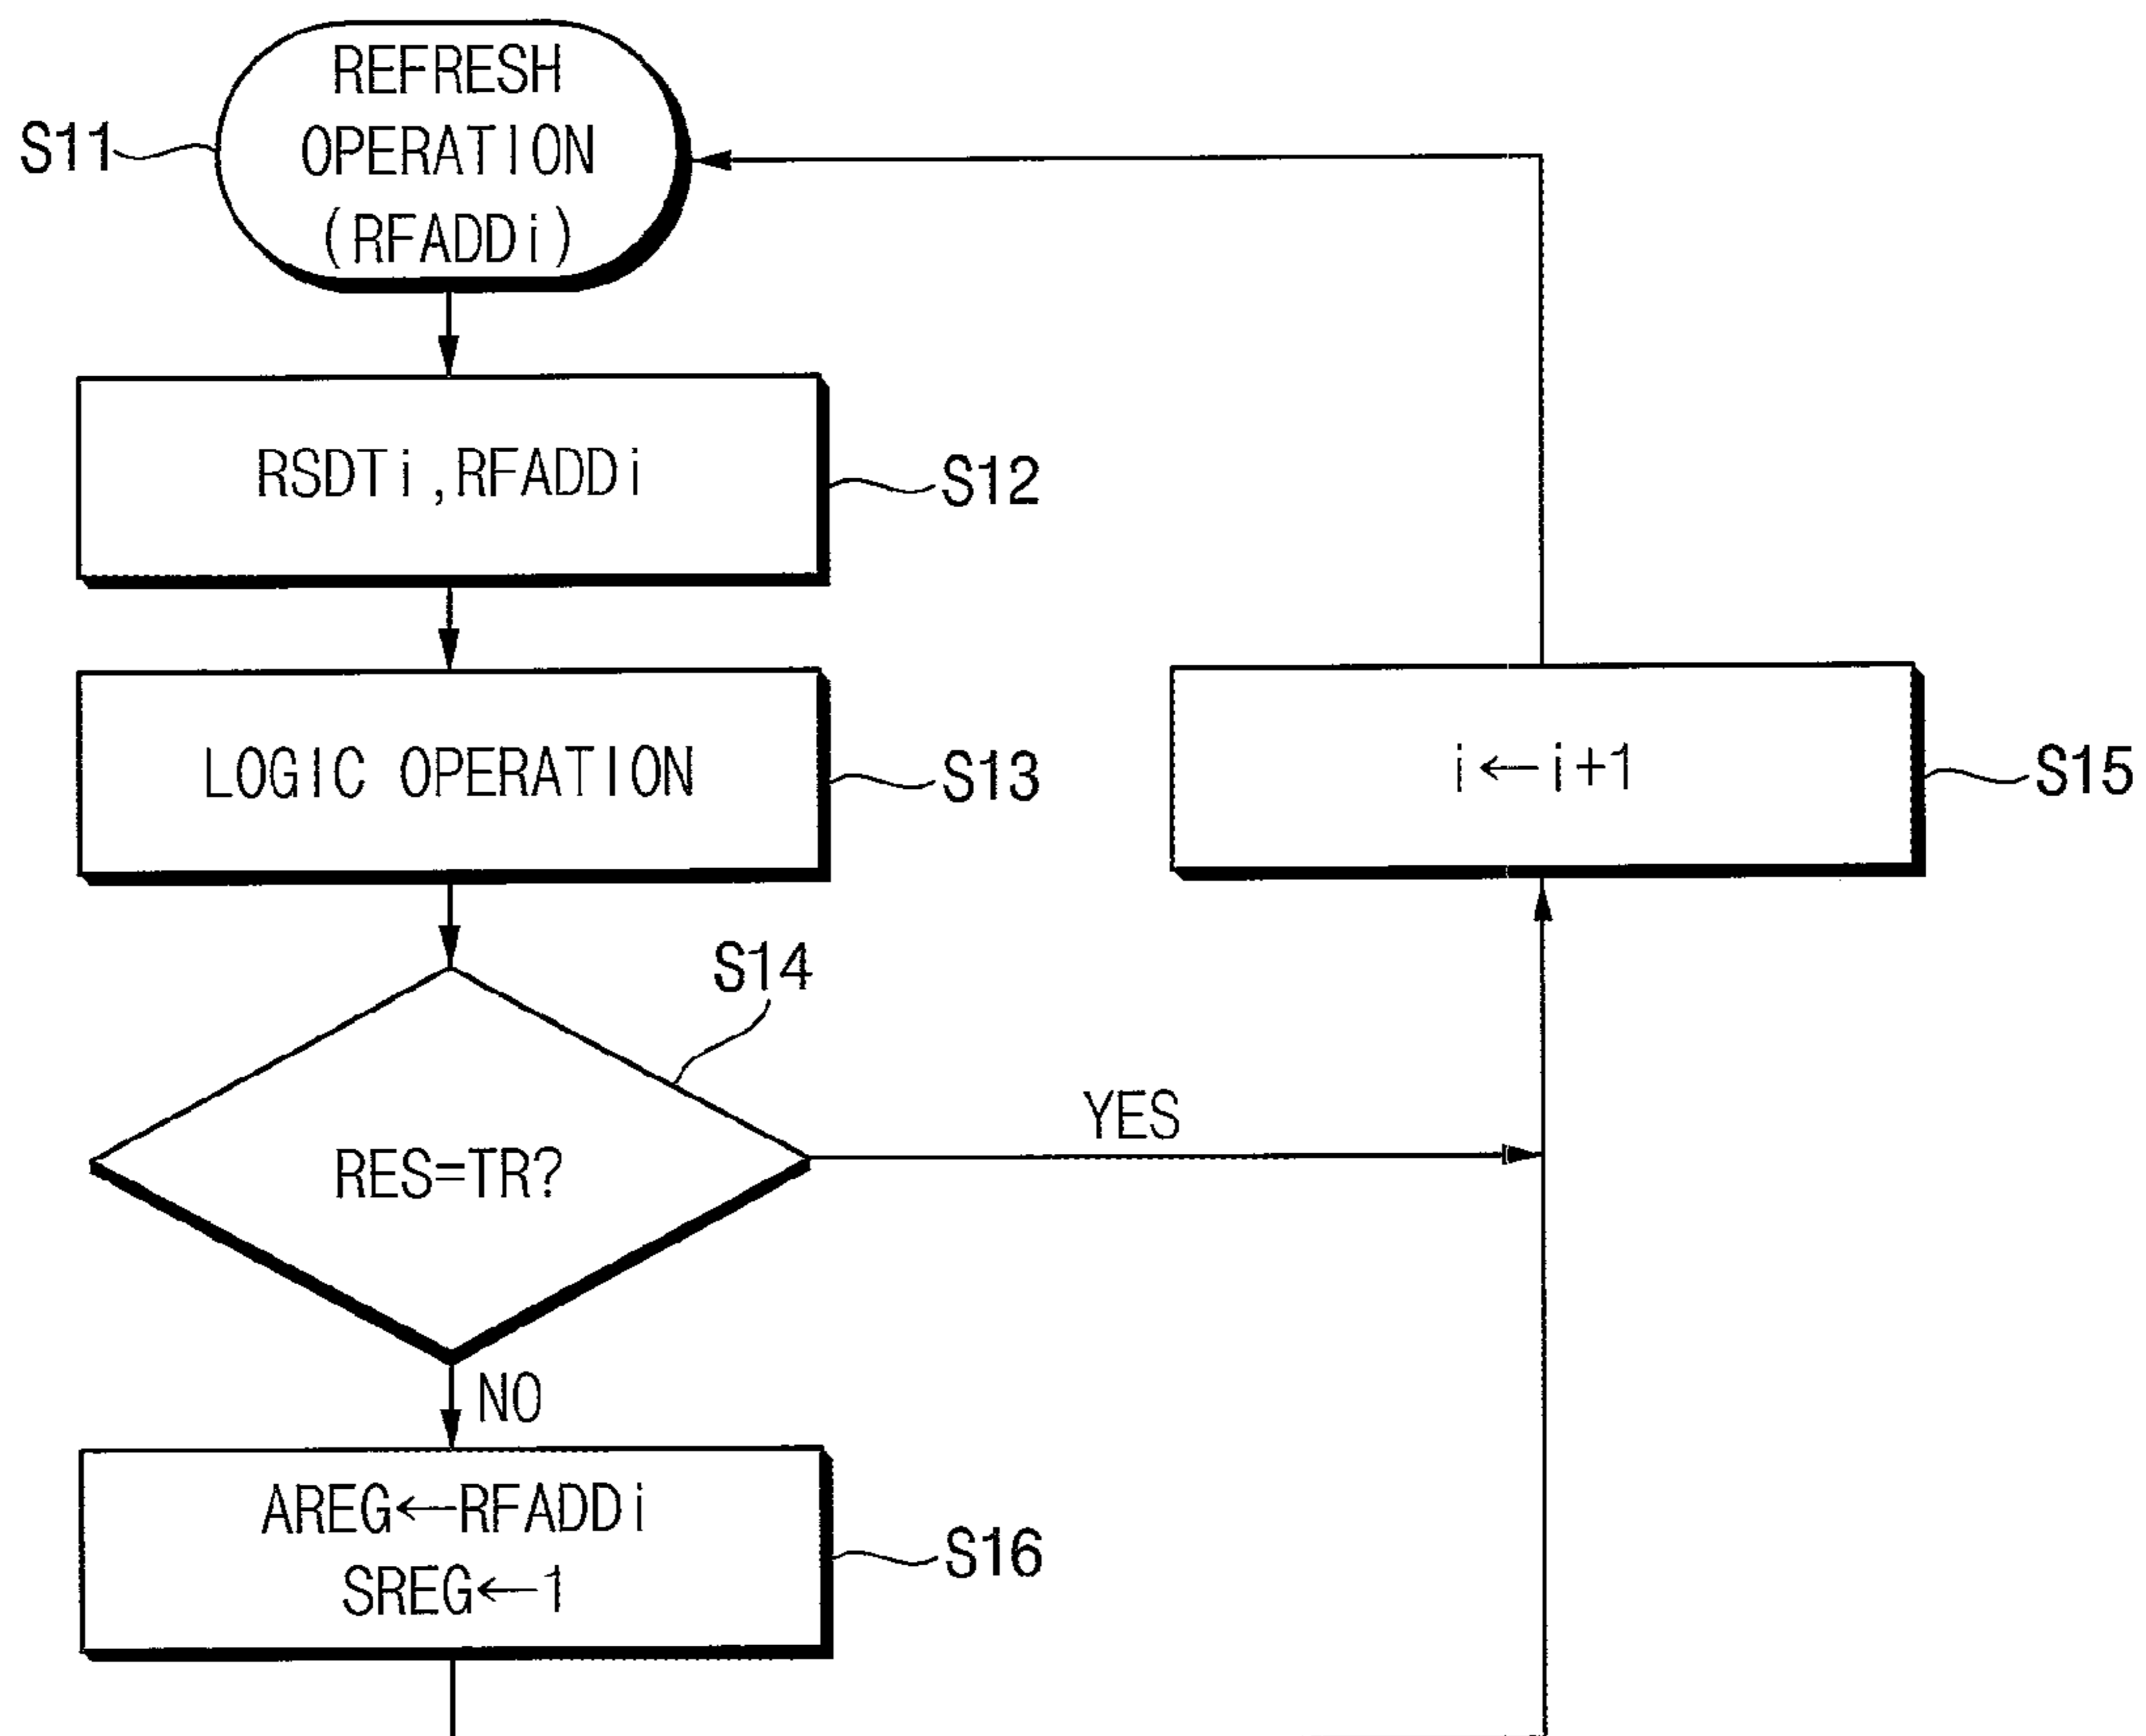 REFRESH
OPERATION
(RFADDi)
S11
RSDTi,RFADDi
S12
LOGIC OPERATION
S13
i←i+1
S15
S14
RES=TR?
YES
NO
AREG←RFADDi
SREG←1
S16